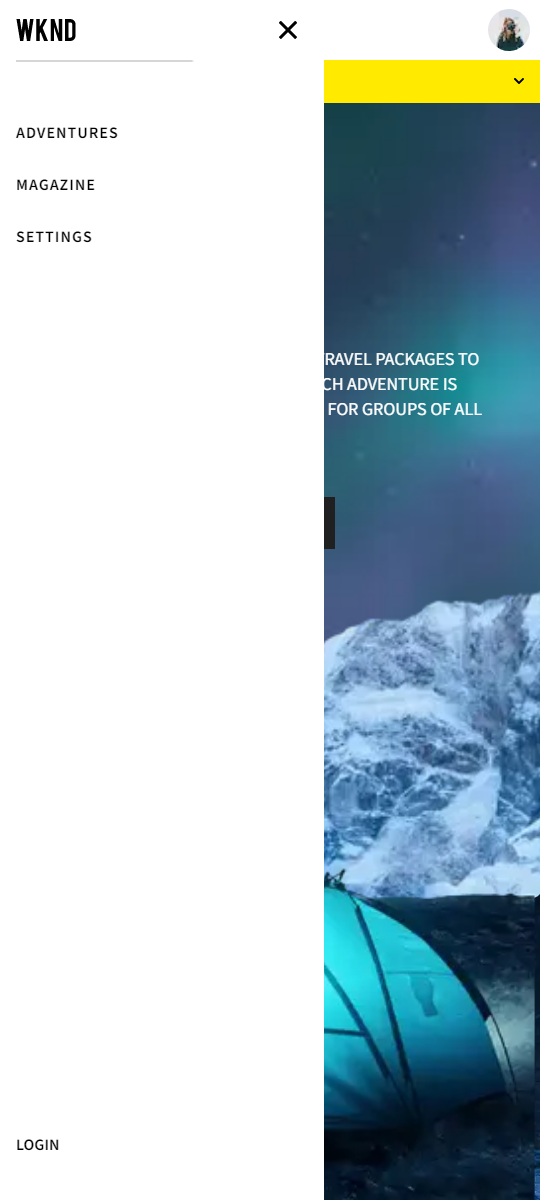 WKND
ADVENTURES
MAGAZINE
SETTINGS
RAVEL PACKAGES TO
CH ADVENTURE IS
FOR GROUPS OF ALL
LOGIN